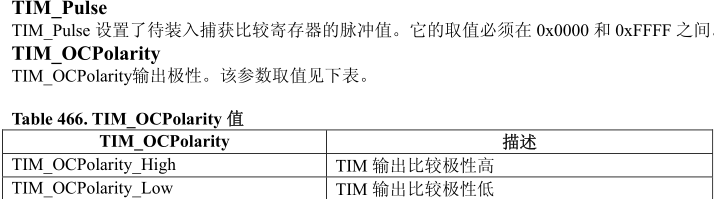 TIM_Pulse
TIM_Pulse 设置了待装入捕获比较寄存器的脉冲值。它的取值必须在 0x0000 和 0xFFFF 之间.
TIM_OCPolarity
TIM_OCPolarity输出极性。该参数取值见下表。
Table 466. TIM_OCPolarity 值
TIM_OCPolarity 描述
TIM_OCPolarity_High TIM 输出比较极性高
TIM_OCPolarity_Low TIM 输出比较极性低